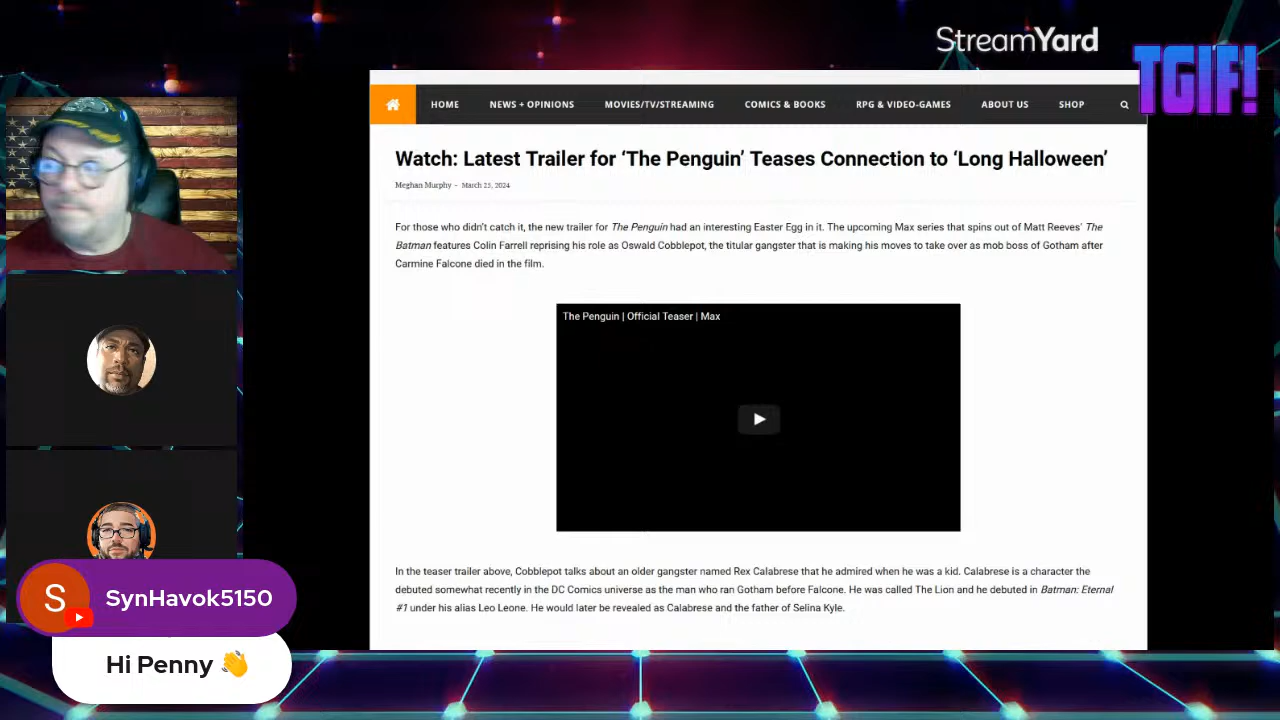 StreamYard
TGIF!
HOME NEWS + OPINIONS MOVIES/TV/STREAMING COMICS & BOOKS RPG & VIDEO-GAMES ABOUT US SHOP
Watch: Latest Trailer for ‘The Penguin’ Teases Connection to ‘Long Halloween’
Meghan Murphy - March 25, 2024
For those who didn’t catch it, the new trailer for The Penguin had an interesting Easter Egg in it. The upcoming Max series that spins out of Matt Reeves’ The
Batman features Colin Farrell reprising his role as Oswald Cobblepot, the titular gangster that is making his moves to take over as mob boss of Gotham after
Carmine Falcone died in the film.
The Penguin | Official Teaser | Max
In the teaser trailer above, Cobblepot talks about an older gangster named Rex Calabrese that he admired when he was a kid. Calabrese is a character the
debuted somewhat recently in the DC Comics universe as the man who ran Gotham before Falcone. He was called The Lion and he debuted in Batman: Eternal
#1 under his alias Leo Leone. He would later be revealed as Calabrese and the father of Selina Kyle.
S
SynHavok5150
Hi Penny 👋